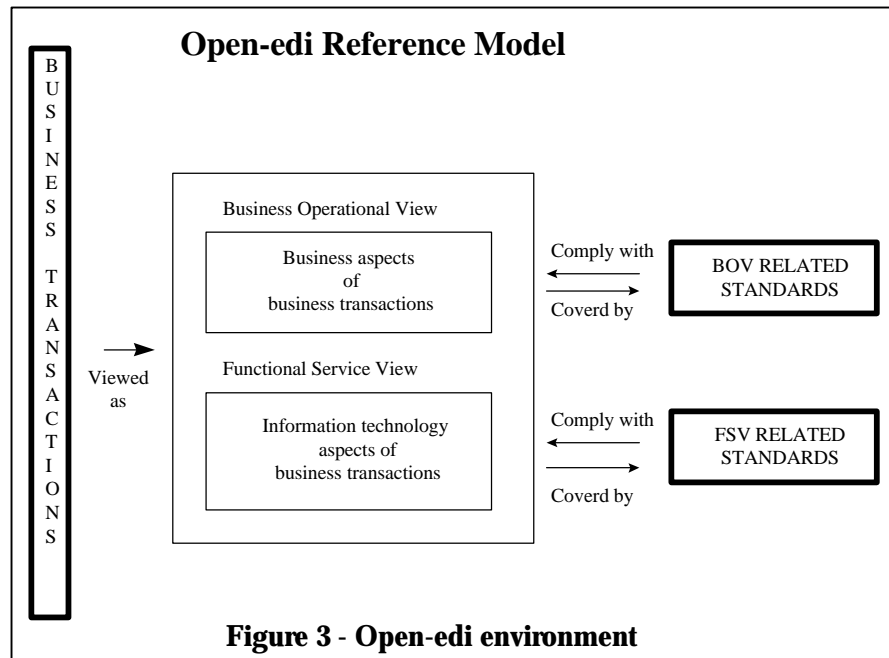 Open-edi Reference Model
BUSINESS TRANSACTIONS
Viewed
as
Business Operational View
Business aspects
of
business transactions
Functional Service View
Information technology
aspects of
business transactions
Comply with
Coverd by
BOV RELATED
STANDARDS
Comply with
Coverd by
FSV RELATED
STANDARDS
Figure 3 - Open-edi environment